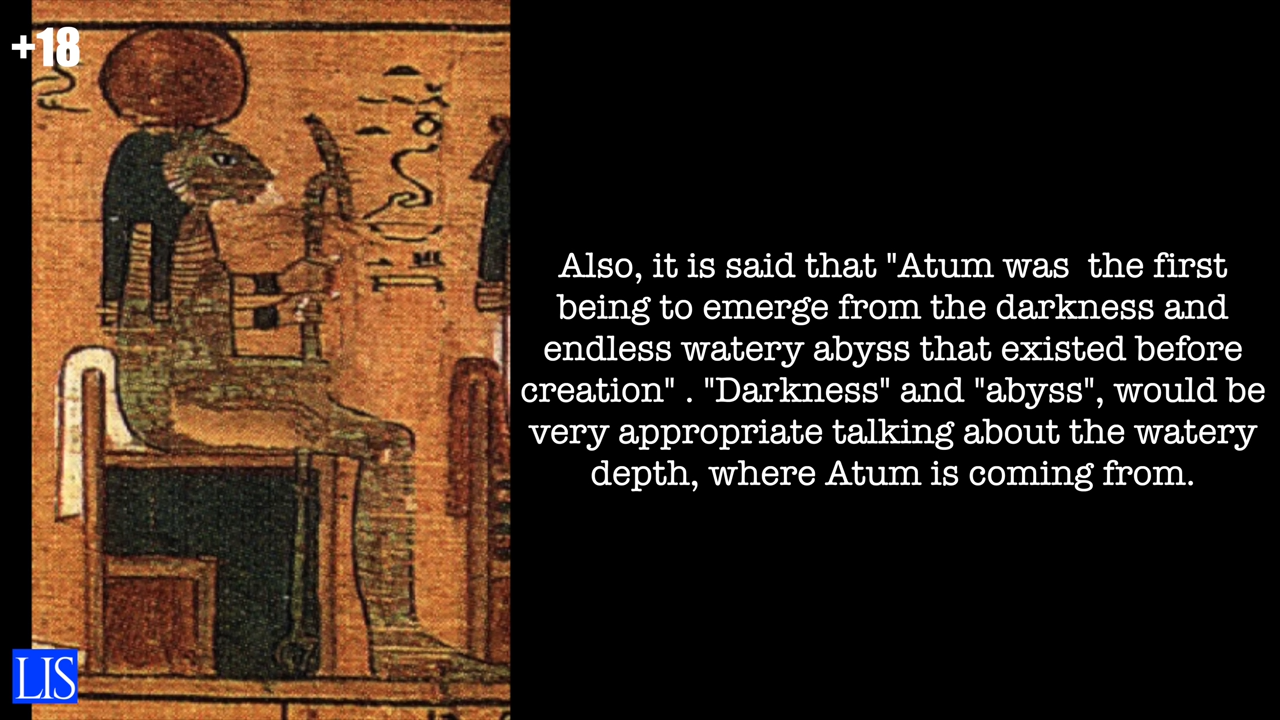 +18
Also, it is said that "Atum was  the first
being to emerge from the darkness and
endless watery abyss that existed before
creation" . "Darkness" and "abyss", would be
very appropriate talking about the watery
depth, where Atum is coming from.
LIS